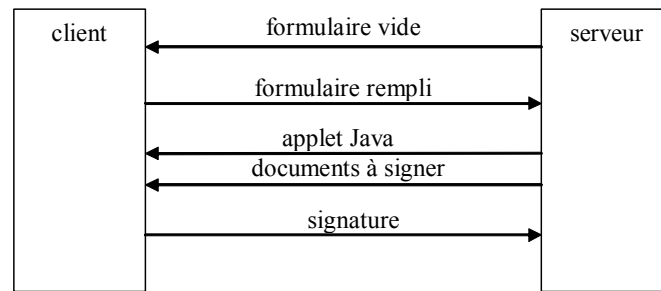 client
formulaire vide
serveur
formulaire rempli
applet Java
documents à signer
signature